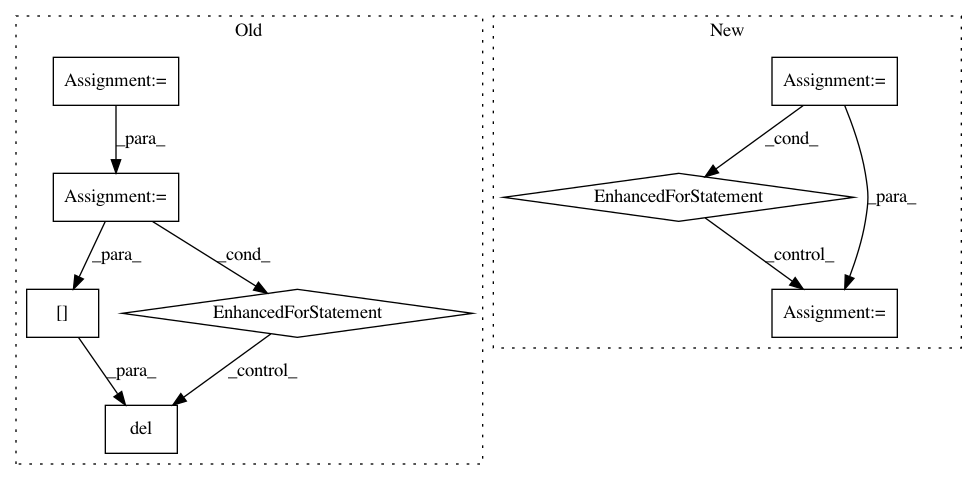 Old
Assignment:=
_para_
Assignment:=
_para_
_cond_
[]
EnhancedForStatement
_para_
_control_
del
New
Assignment:=
_cond_
EnhancedForStatement
_para_
_control_
Assignment:=